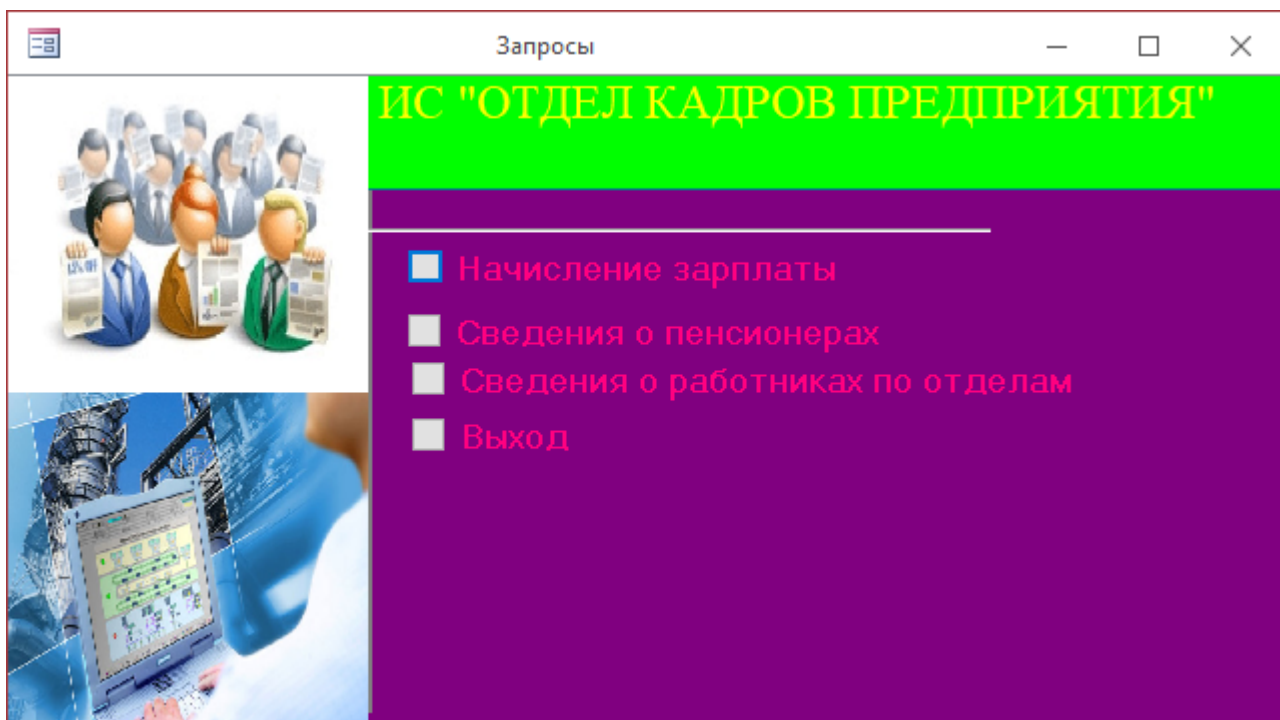 Запросы
ИС "ОТДЕЛ КАДРОВ ПРЕДПРИЯТИЯ"
Начисление зарплаты
Сведения о пенсионерах
Сведения о работниках по отделам
Выход